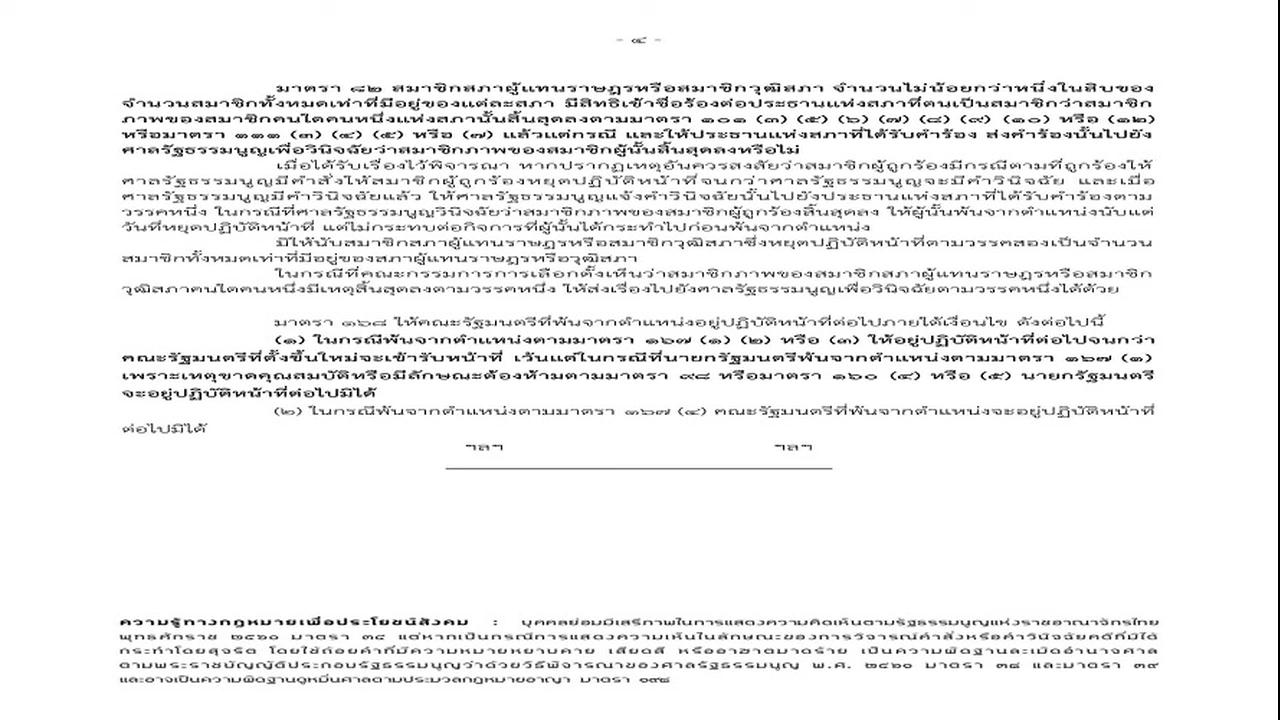 - ๔ -
มาตรา ๘๒ สมาชิกสภาผู้แทนราษฎรหรือสมาชิกวุฒิสภา จำนวนไม่น้อยกว่าหนึ่งในสิบของ
จำนวนสมาชิกทั้งหมดเท่าที่มีอยู่ของแต่ละสภา มีสิทธิเข้าชื่อร้องต่อประธานแห่งสภาที่ตนเป็นสมาชิกว่าสมาชิก
ภาพของสมาชิกคนใดคนหนึ่งแห่งสภานั้นสิ้นสุดลงตามมาตรา ๑๐๑ (๓) (๕) (๖) (๗) (๘) (๙) (๑๐) หรือ (๑๒)
หรือมาตรา ๑๑๑ (๓) (๔) (๕) หรือ (๗) แล้วแต่กรณี และให้ประธานแห่งสภาที่ได้รับคำร้อง ส่งคำร้องนั้นไปยัง
ศาลรัฐธรรมนูญเพื่อวินิจฉัยว่าสมาชิกภาพของสมาชิกผู้นั้นสิ้นสุดลงหรือไม่
เมื่อได้รับเรื่องไว้พิจารณา หากปรากฏเหตุอันควรสงสัยว่าสมาชิกผู้ถูกร้องมีกรณีตามที่ถูกร้องให้
ศาลรัฐธรรมนูญมีคำสั่งให้สมาชิกผู้ถูกร้องหยุดปฏิบัติหน้าที่จนกว่าศาลรัฐธรรมนูญจะมีคำวินิจฉัย และเมื่อ
ศาลรัฐธรรมนูญมีคำวินิจฉัยแล้ว ให้ศาลรัฐธรรมนูญแจ้งคำวินิจฉัยนั้นไปยังประธานแห่งสภาที่ได้รับคำร้องตาม
วรรคหนึ่ง ในกรณีที่ศาลรัฐธรรมนูญวินิจฉัยว่าสมาชิกภาพของสมาชิกผู้ถูกร้องสิ้นสุดลง ให้ผู้นั้นพ้นจากตำแหน่งนับแต่
วันที่หยุดปฏิบัติหน้าที่ แต่ไม่กระทบต่อกิจการที่ผู้นั้นได้กระทำไปก่อนพ้นจากตำแหน่ง
มิให้นับสมาชิกสภาผู้แทนราษฎรหรือสมาชิกวุฒิสภาซึ่งหยุดปฏิบัติหน้าที่ตามวรรคสองเป็นจำนวน
สมาชิกทั้งหมดเท่าที่มีอยู่ของสภาผู้แทนราษฎรหรือวุฒิสภา
ในกรณีที่คณะกรรมการการเลือกตั้งเห็นว่าสมาชิกภาพของสมาชิกสภาผู้แทนราษฎรหรือสมาชิก
วุฒิสภาคนใดคนหนึ่งมีเหตุสิ้นสุดลงตามวรรคหนึ่ง ให้ส่งเรื่องไปยังศาลรัฐธรรมนูญเพื่อวินิจฉัยตามวรรคหนึ่งได้ด้วย
มาตรา ๑๖๘ ให้คณะรัฐมนตรีที่พ้นจากตำแหน่งอยู่ปฏิบัติหน้าที่ต่อไปภายใต้เงื่อนไข ดังต่อไปนี้
(๑) ในกรณีพ้นจากตำแหน่งตามมาตรา ๑๖๗ (๑) (๒) หรือ (๓) ให้อยู่ปฏิบัติหน้าที่ต่อไปจนกว่า
คณะรัฐมนตรีที่ตั้งขึ้นใหม่จะเข้ารับหน้าที่ เว้นแต่ในกรณีที่นายกรัฐมนตรีพ้นจากตำแหน่งตามมาตรา ๑๖๗ (๑)
เพราะเหตุขาดคุณสมบัติหรือมีลักษณะต้องห้ามตามมาตรา ๙๘ หรือมาตรา ๑๖๐ (๔) หรือ (๕) นายกรัฐมนตรี
จะอยู่ปฏิบัติหน้าที่ต่อไปมิได้
(๒) ในกรณีพ้นจากตำแหน่งตามมาตรา ๑๖๗ (๔) คณะรัฐมนตรีที่พ้นจากตำแหน่งจะอยู่ปฏิบัติหน้าที่
ต่อไปมิได้
ฯลฯ ฯลฯ
ความรู้ทางกฎหมายเพื่อประโยชน์สังคม : บุคคลย่อมมีเสรีภาพในการแสดงความคิดเห็นตามรัฐธรรมนูญแห่งราชอาณาจักรไทย
พุทธศักราช ๒๕๖๐ มาตรา ๓๔ แต่หากเป็นกรณีการแสดงความเห็นในลักษณะของการวิจารณ์คำสั่งหรือคำวินิจฉัยคดีที่มิได้
กระทำโดยสุจริต โดยใช้ถ้อยคำที่มีความหมายหยาบคาย เสียดสี หรืออาฆาตมาดร้าย เป็นความผิดฐานละเมิดอำนาจศาล
ตามพระราชบัญญัติประกอบรัฐธรรมนูญว่าด้วยวิธีพิจารณาของศาลรัฐธรรมนูญ พ.ศ. ๒๕๖๑ มาตรา ๓๘ และมาตรา ๓๙
และอาจเป็นความผิดฐานดูหมิ่นศาลตามประมวลกฎหมายอาญา มาตรา ๑๙๘